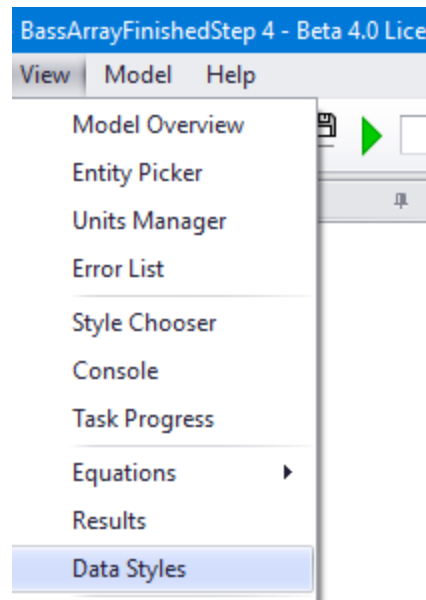 BassArrayFinishedStep 4 - Beta 4.0 Lice
View Model Help
Model Overview
Entity Picker
Units Manager
Error List
Style Chooser
Console
Task Progress
Equations
Results
Data Styles